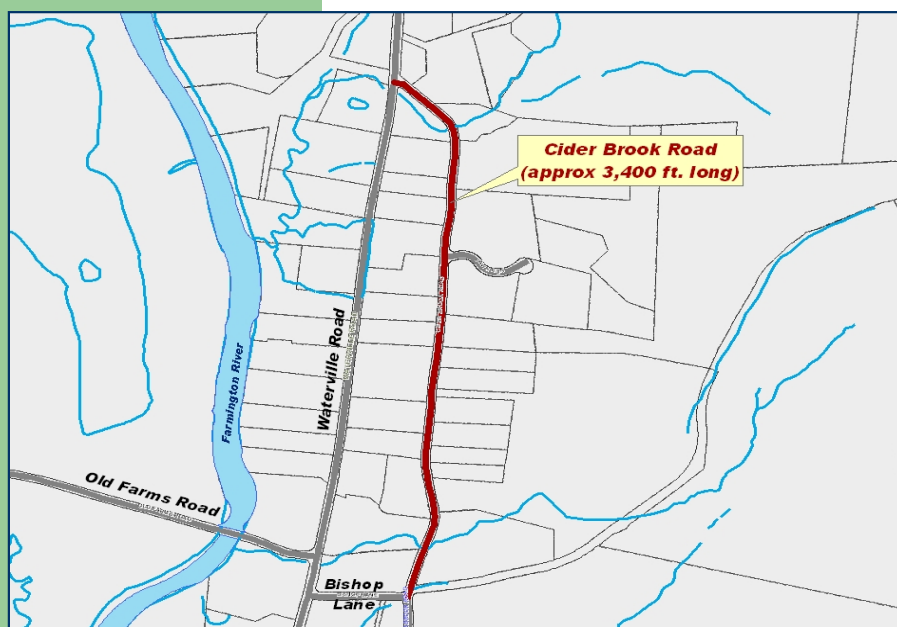 Cider Brook Road
(approx 3,400 ft. long)
Waterville Road
Farmington River
Old Farms Road
Bishop
Lane